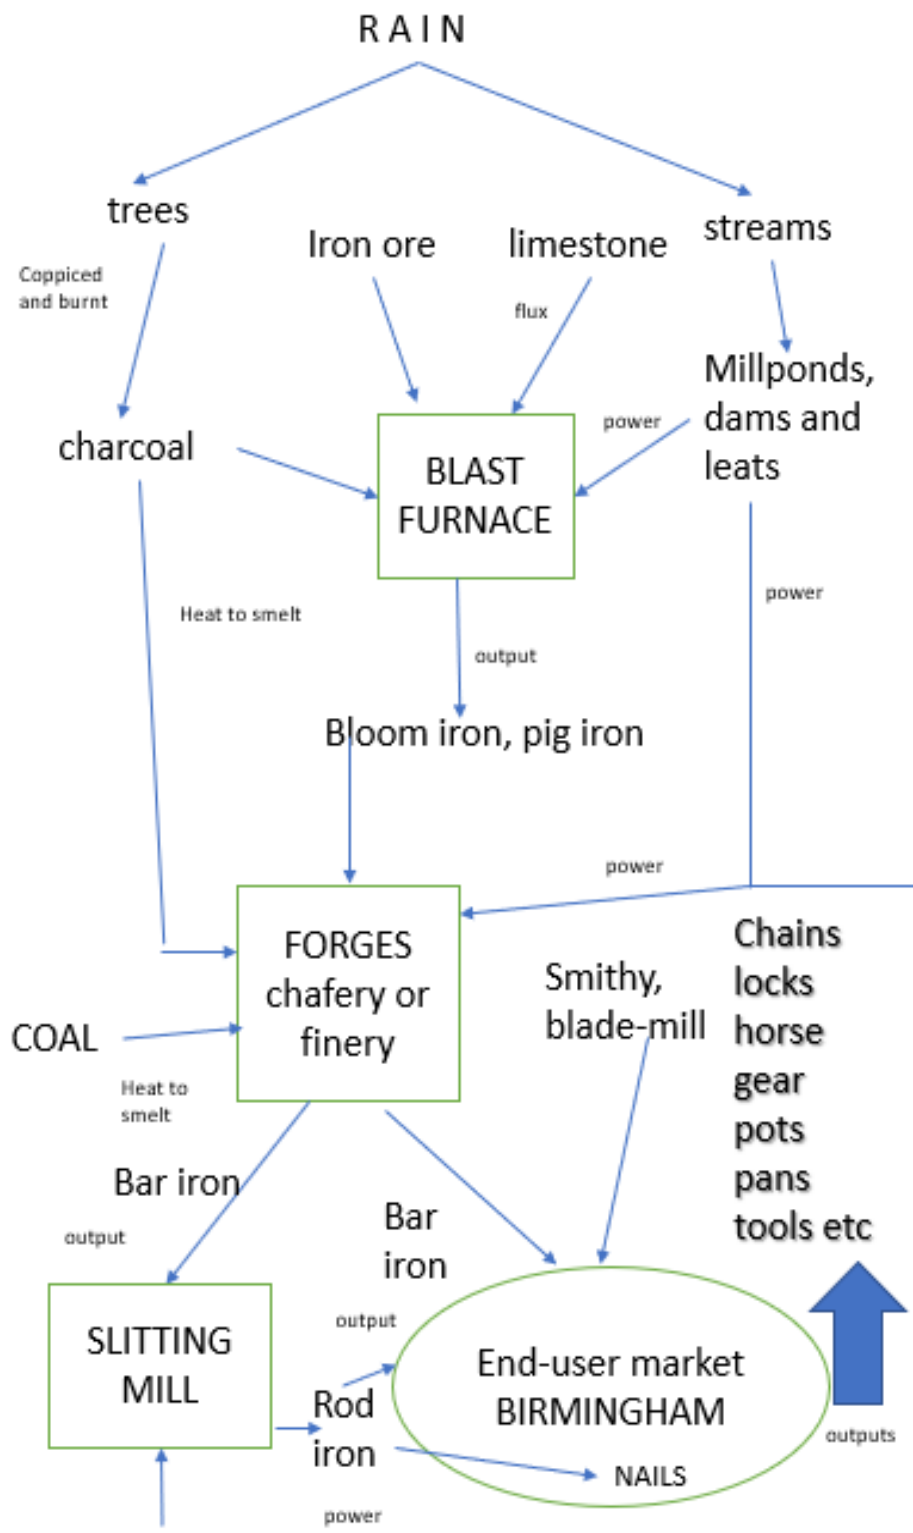 R A I N
trees
streams
Iron ore
limestone
Coppiced
and burnt
flux
Millponds,
dams and
leats
power
charcoal
BLAST
FURNACE
power
Heat to smelt
output
Bloom iron, pig iron
power
FORGES
chafery or
finery
Chains
locks
horse
gear
pots
pans
tools etc
Smithy,
blade-mill
COAL
Heat to
smelt
Bar iron
output
Bar
iron
output
SLITTING
MILL
End-user market
BIRMINGHAM
Rod
iron
NAILS
outputs
power